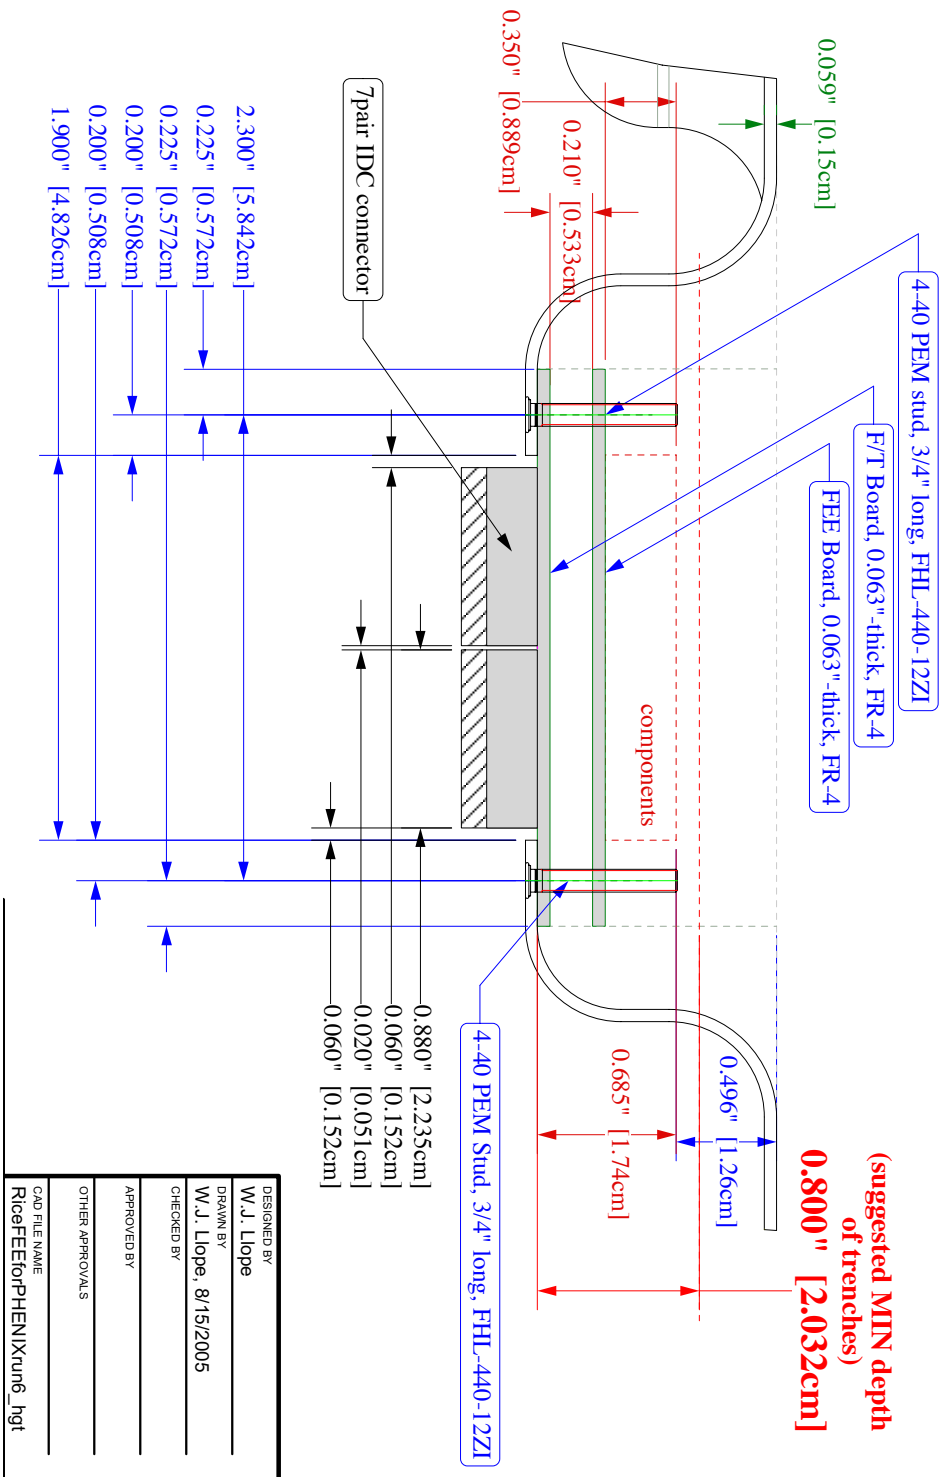 (suggested MIN depth
of trenches)
0.800" [2.032cm]
4-40 PEM stud, 3/4" long, FHL-440-12ZI
F/T Board, 0.063"-thick, FR-4
FEE Board, 0.063"-thick, FR-4
0.059" [0.15cm]
0.496" [1.26cm]
components
0.685" [1.74cm]
0.210" [0.533cm]
0.350" [0.889cm]
4-40 PEM Stud, 3/4" long, FHL-440-12ZI
7pair IDC connector
0.880" [2.235cm]
0.060" [0.152cm]
0.020" [0.051cm]
0.060" [0.152cm]
2.300" [5.842cm]
0.225" [0.572cm]
0.225" [0.572cm]
0.200" [0.508cm]
0.200" [0.508cm]
1.900" [4.826cm]
DESIGNED BY
W.J. Llope
DRAWN BY
W.J. Llope, 8/15/2005
CHECKED BY
APPROVED BY
OTHER APPROVALS
CAD FILE NAME
RiceFEEforPHENIXrun6_hgt